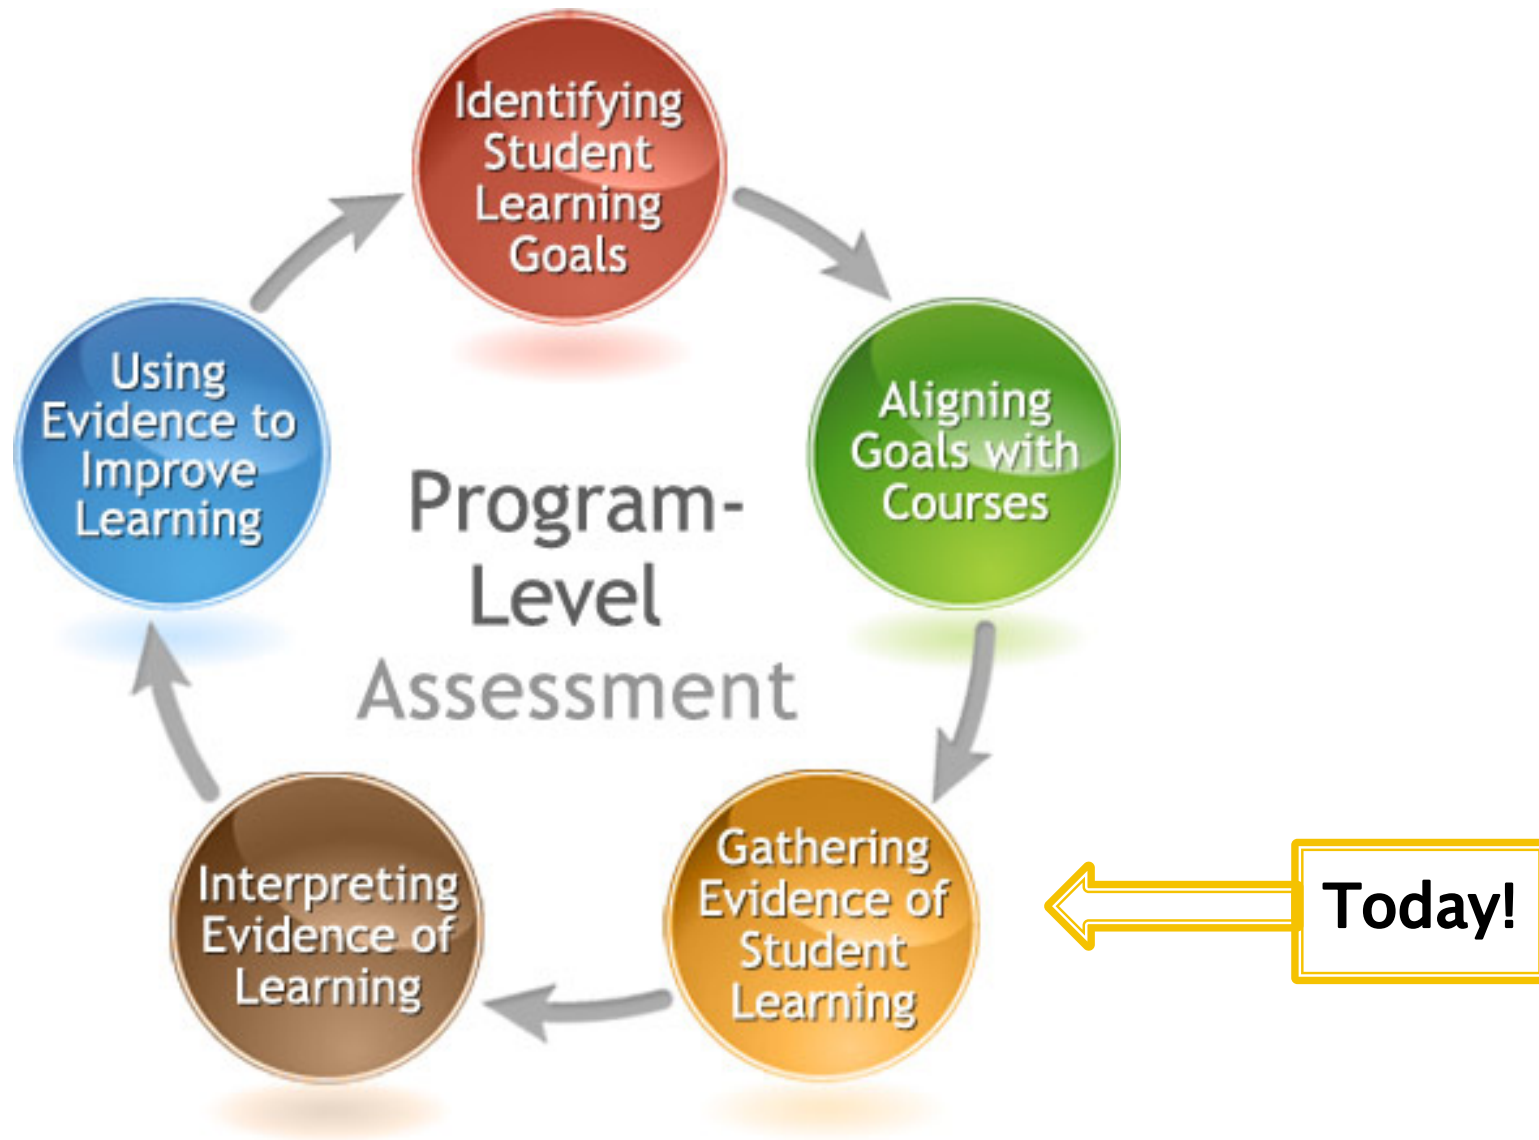 Identifying
Student
Learning
Goals
Aligning
Goals with
Courses
Gathering
Evidence of
Student
Learning
Interpreting
Evidence of
Learning
Using
Evidence to
Improve
Learning
Program-
Level
Assessment
Today!